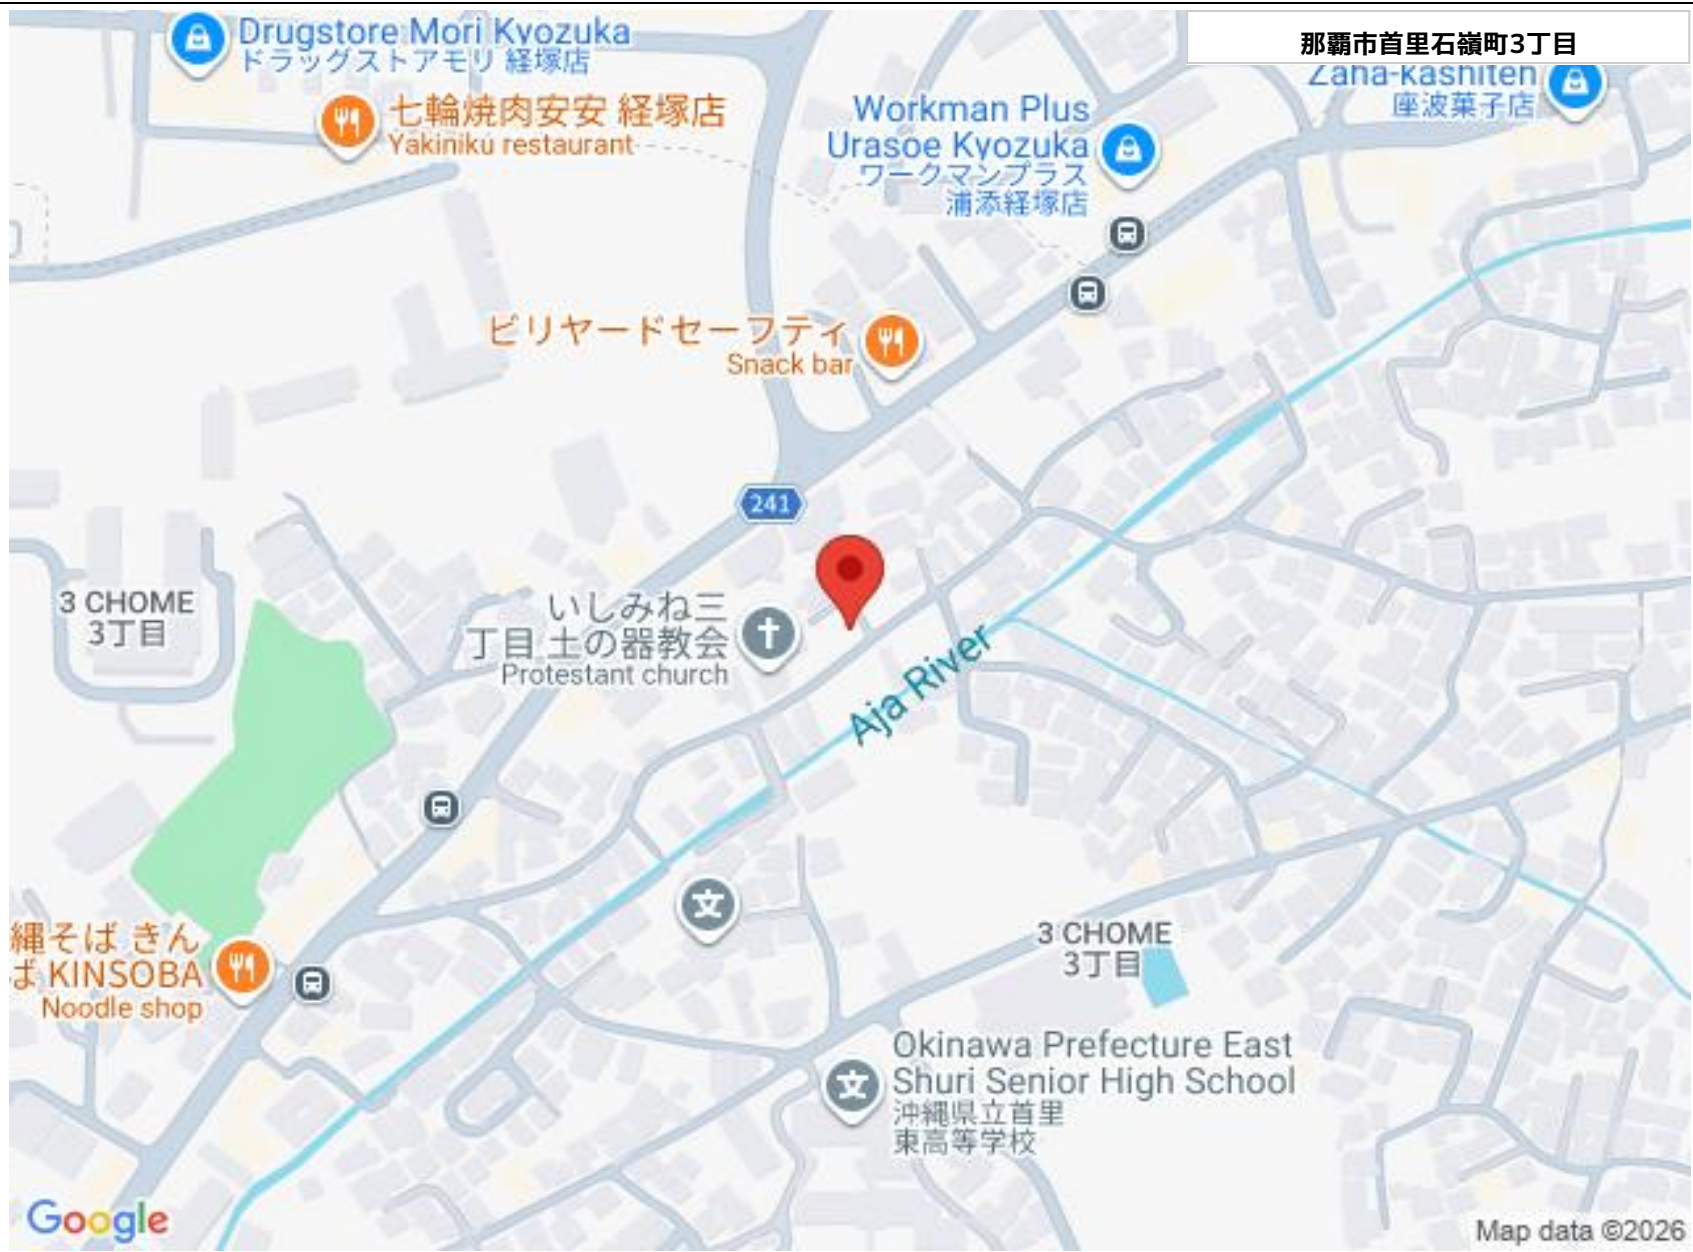 那覇市首里石嶺町3丁目
Drugstore Mori Kyozuka
ドラッグストアモリ 経塚店
七輪焼肉安安 経塚店
Yakiniku restaurant
Workman Plus
Urasoe Kyozuka
ワークマンプラス
浦添経塚店
Zaha-kashiten
座波菓子店
ビリヤードセーフティ
Snack bar
241
3 CHOME
3丁目
いしみね三
丁目 土の器教会
Protestant church
Aja River
文
縄そば きん
ば KINSOBA
Noodle shop
3 CHOME
3丁目
文
Okinawa Prefecture East
Shuri Senior High School
沖縄県立首里
東高等学校
Google
Map data ©2026